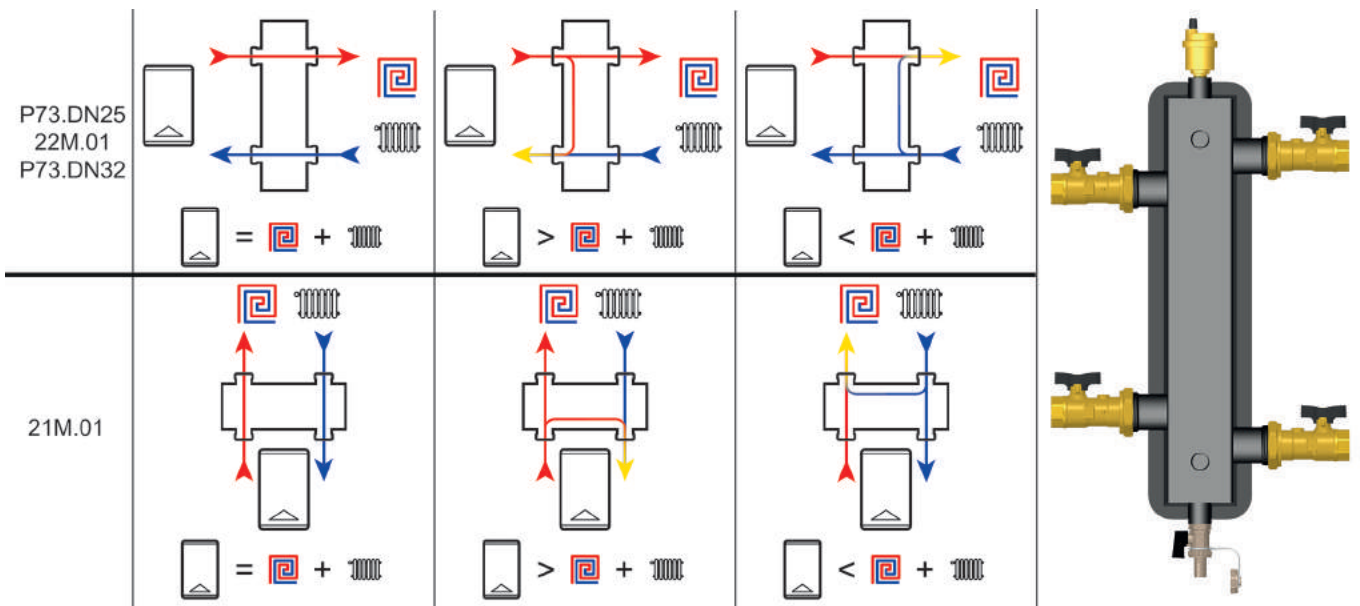 P73.DN25
22M.01
P73.DN32
= +
> +
< +
21M.01
= +
> +
< +